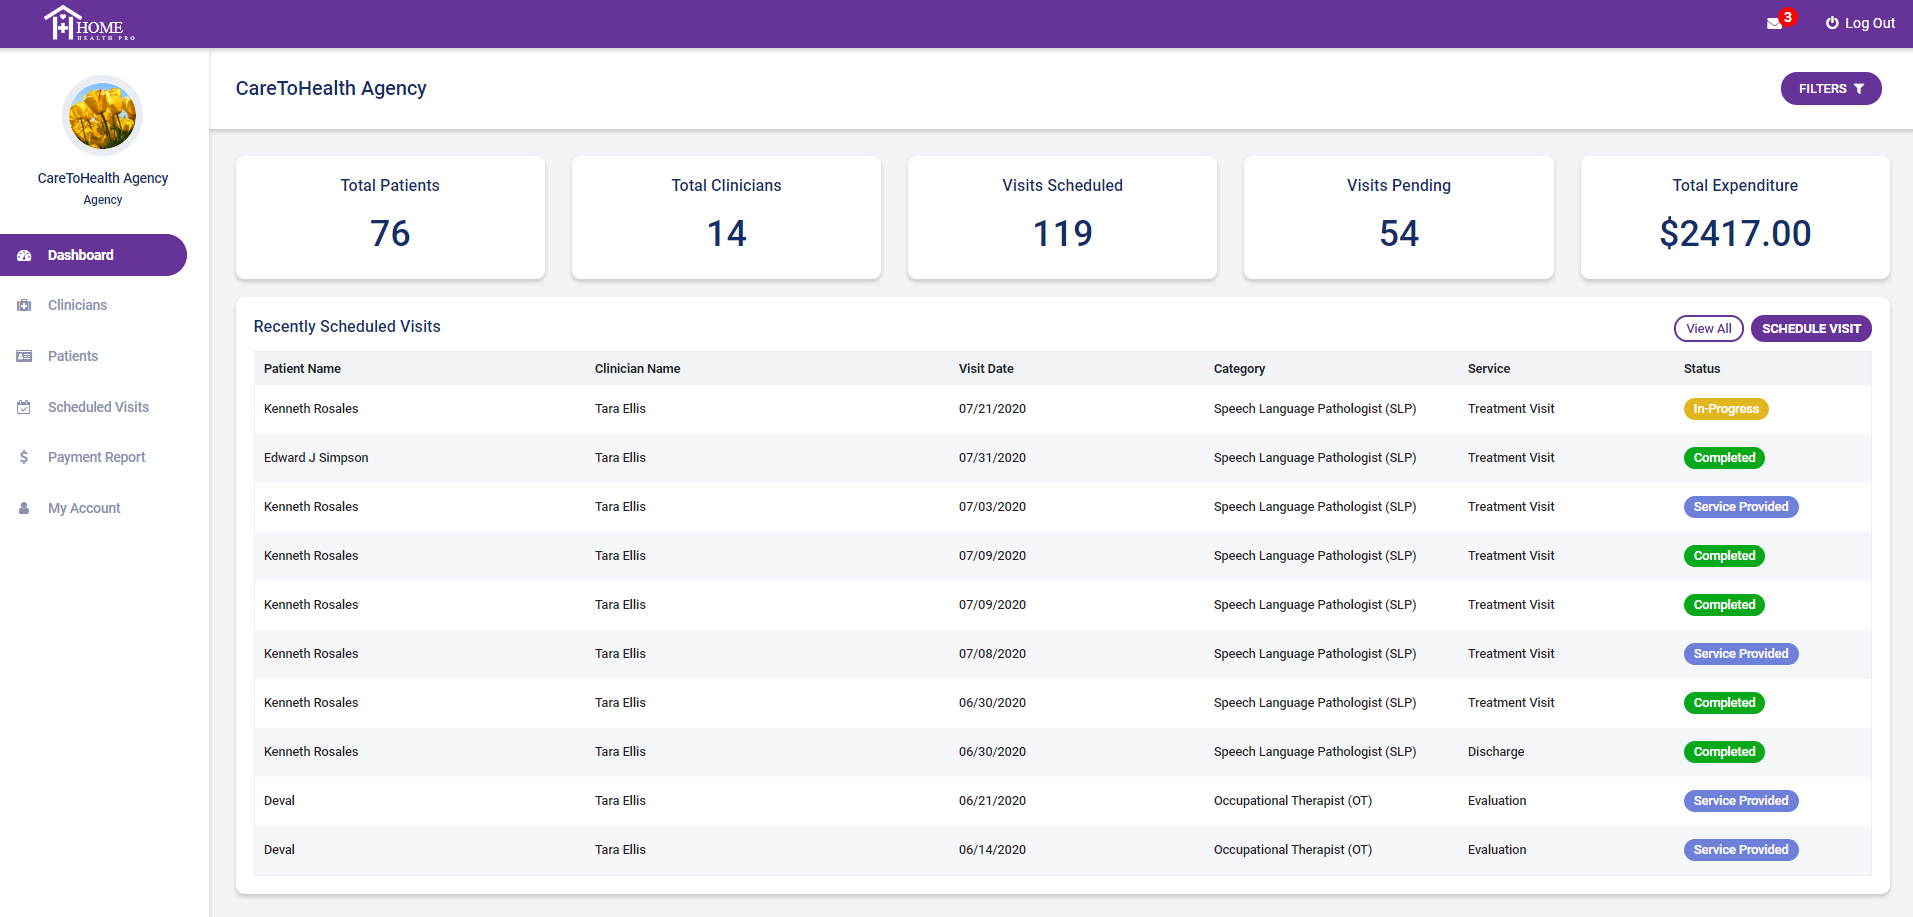 HOME
HEALTH PRO
3
Log Out
CareToHealth Agency
Agency
Dashboard
Clinicians
Patients
Scheduled Visits
Payment Report
My Account
CareToHealth Agency
FILTERS
Total Patients
76
Total Clinicians
14
Visits Scheduled
119
Visits Pending
54
Total Expenditure
$2417.00
Recently Scheduled Visits
View All
SCHEDULE VISIT
Patient Name Clinician Name Visit Date Category Service Status
Kenneth Rosales Tara Ellis 07/21/2020 Speech Language Pathologist (SLP) Treatment Visit In-Progress
Edward J Simpson Tara Ellis 07/31/2020 Speech Language Pathologist (SLP) Treatment Visit Completed
Kenneth Rosales Tara Ellis 07/03/2020 Speech Language Pathologist (SLP) Treatment Visit Service Provided
Kenneth Rosales Tara Ellis 07/09/2020 Speech Language Pathologist (SLP) Treatment Visit Completed
Kenneth Rosales Tara Ellis 07/09/2020 Speech Language Pathologist (SLP) Treatment Visit Completed
Kenneth Rosales Tara Ellis 07/08/2020 Speech Language Pathologist (SLP) Treatment Visit Service Provided
Kenneth Rosales Tara Ellis 06/30/2020 Speech Language Pathologist (SLP) Treatment Visit Completed
Kenneth Rosales Tara Ellis 06/30/2020 Speech Language Pathologist (SLP) Discharge Completed
Deval Tara Ellis 06/21/2020 Occupational Therapist (OT) Evaluation Service Provided
Deval Tara Ellis 06/14/2020 Occupational Therapist (OT) Evaluation Service Provided